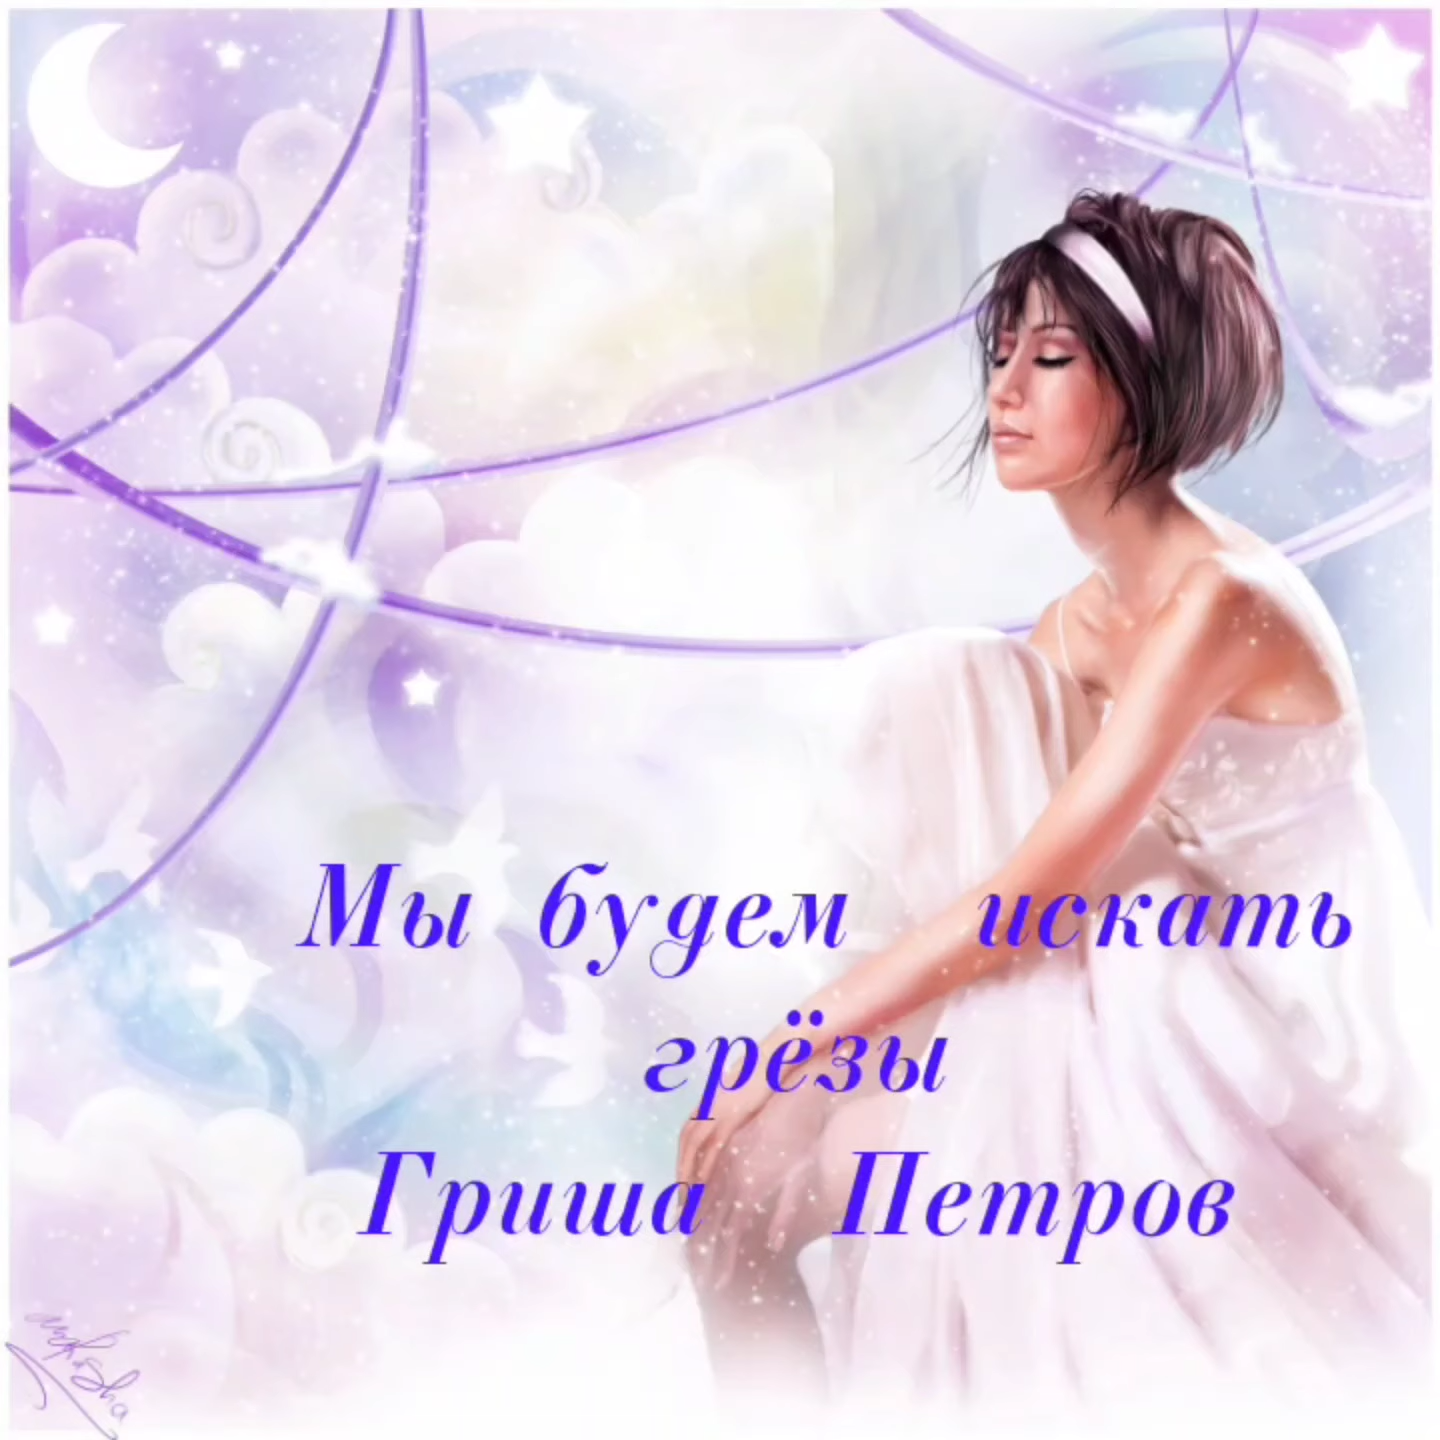 Мы будем искать
грёзы
Гриша Петров